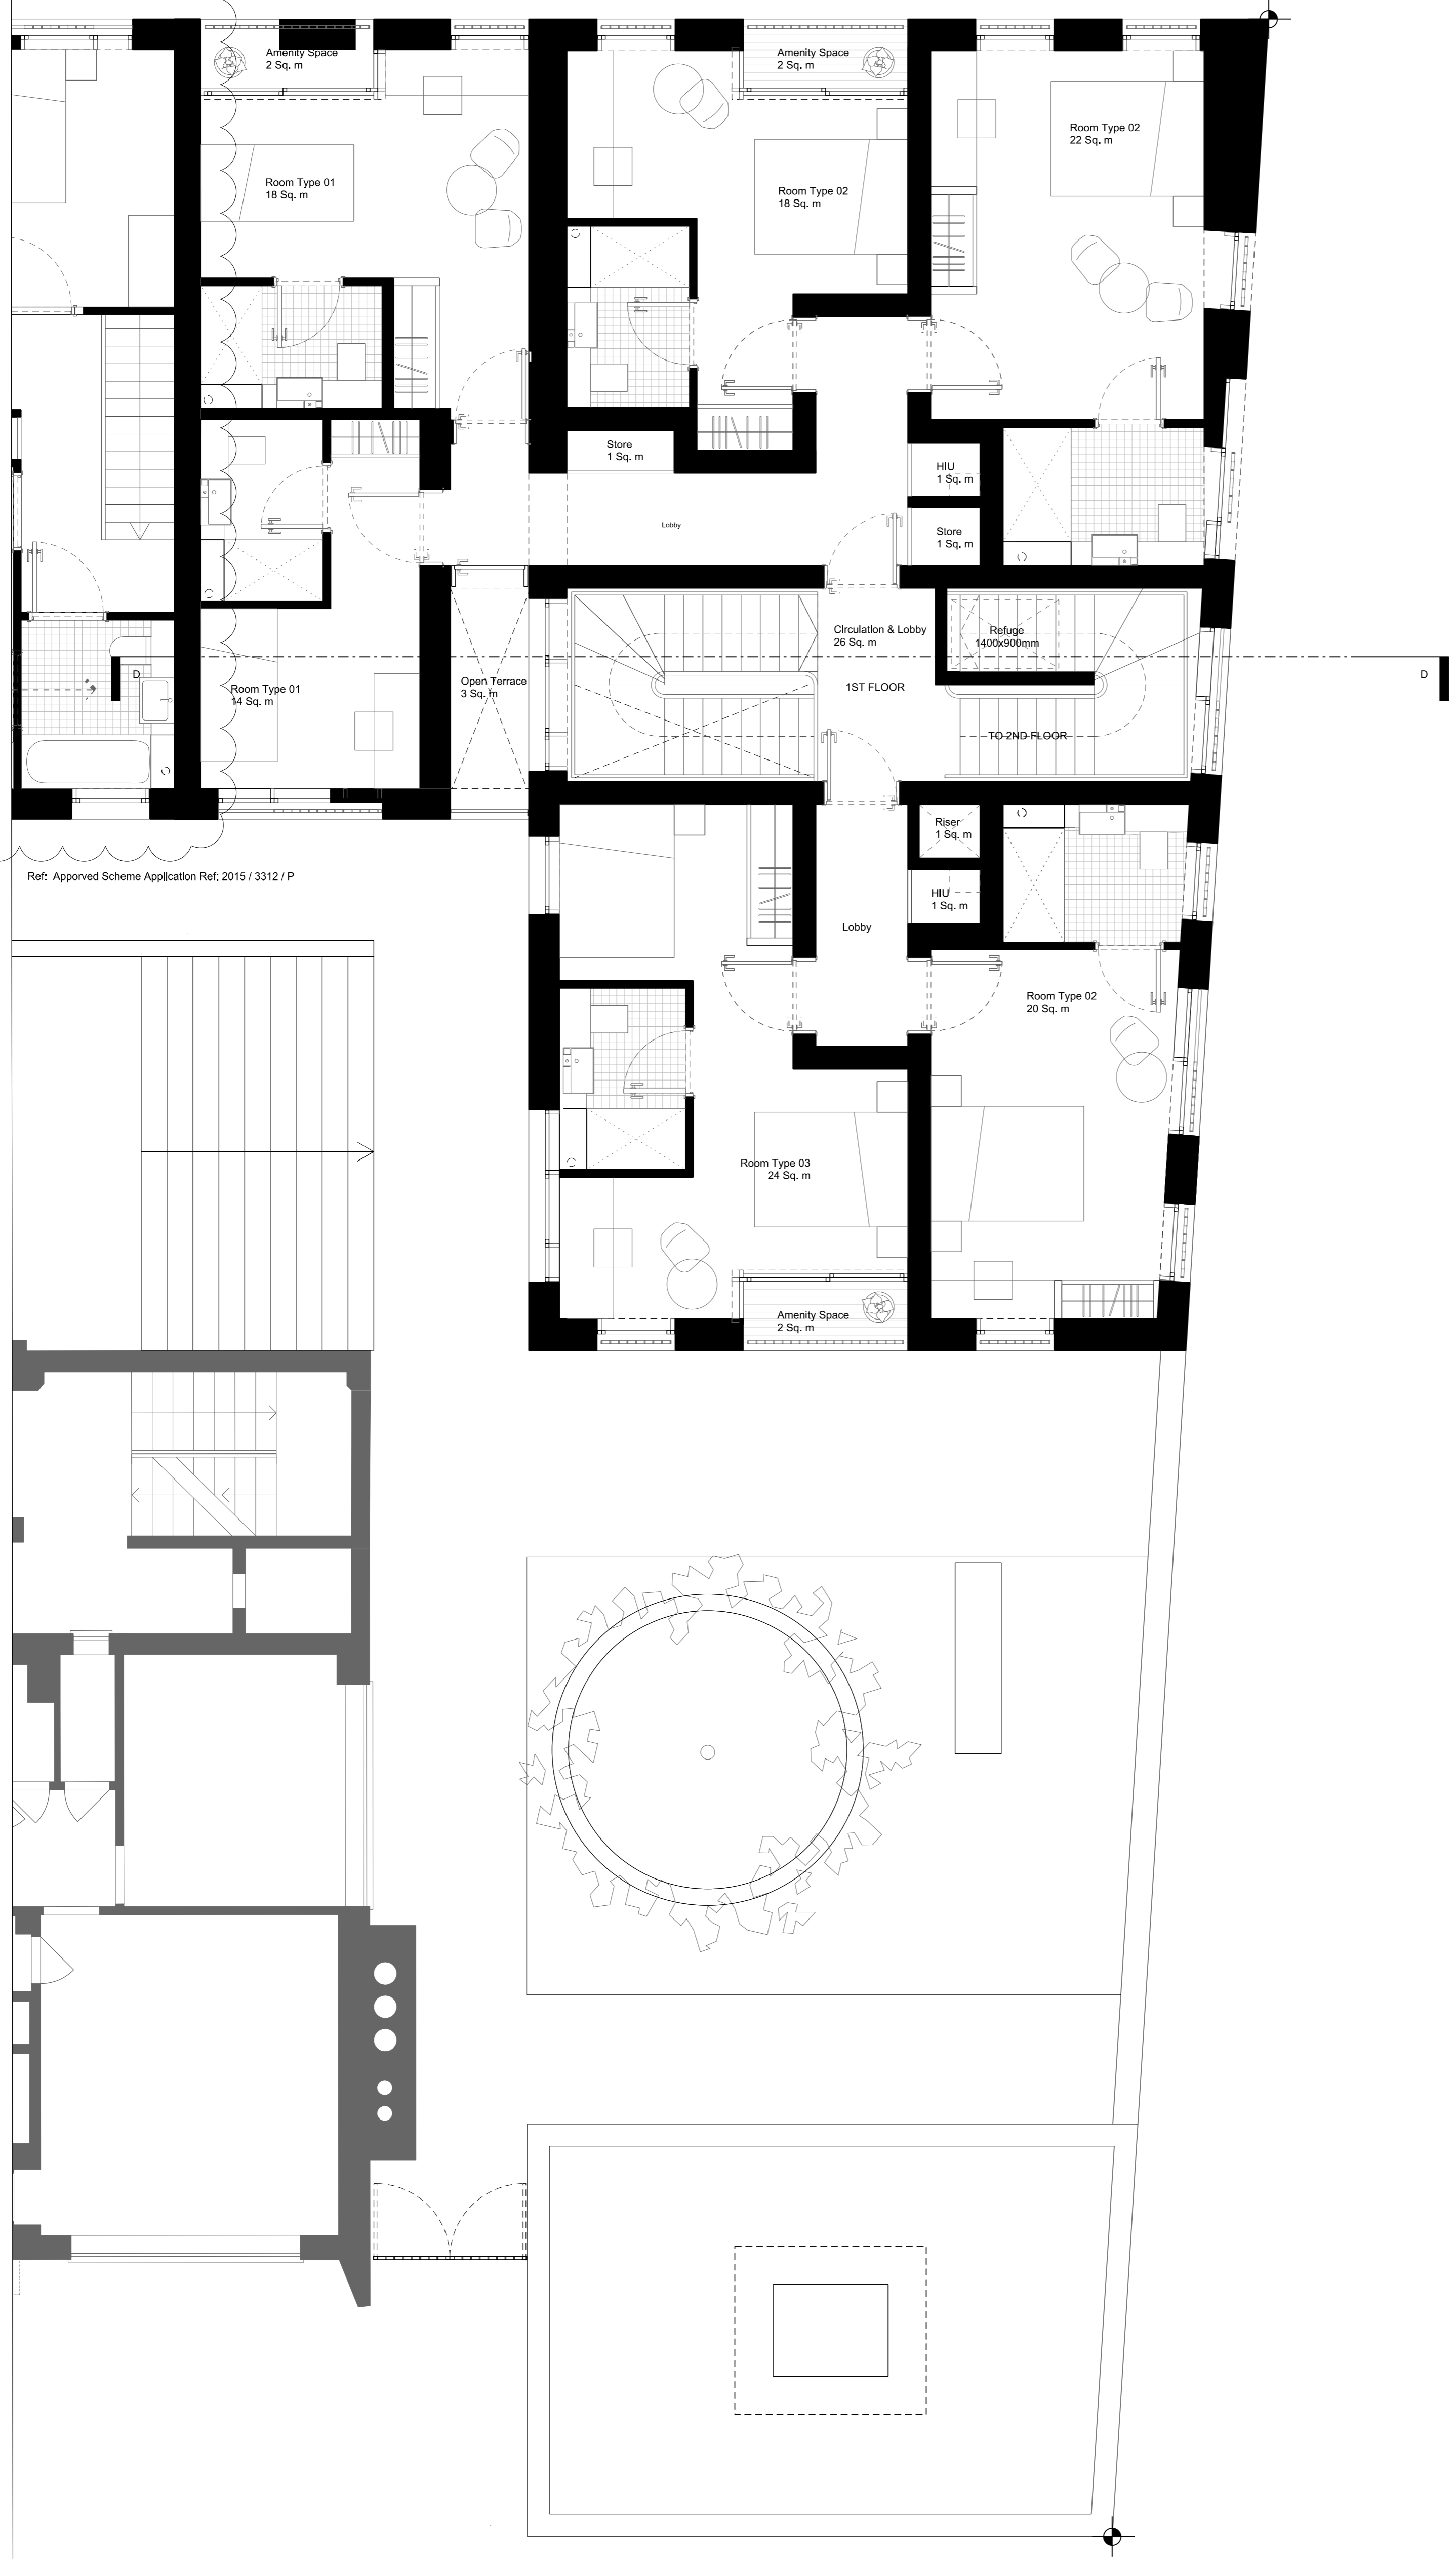 Amenity Space
2 Sq. m
Amenity Space
2 Sq. m
Room Type 02
22 Sq. m
Room Type 01
18 Sq. m
Room Type 02
18 Sq. m
Store
1 Sq. m
HIU
1 Sq. m
Lobby
Store
1 Sq. m
Circulation & Lobby
26 Sq. m
Refuge
1400x900mm
D
Room Type 01
14 Sq. m
Open Terrace
3 Sq. m
1ST FLOOR
D
TO 2ND FLOOR
Riser
1 Sq. m
Ref: Apporved Scheme Application Ref; 2015 / 3312 / P
HIU
1 Sq. m
Lobby
Room Type 02
20 Sq. m
Room Type 03
24 Sq. m
Amenity Space
2 Sq. m